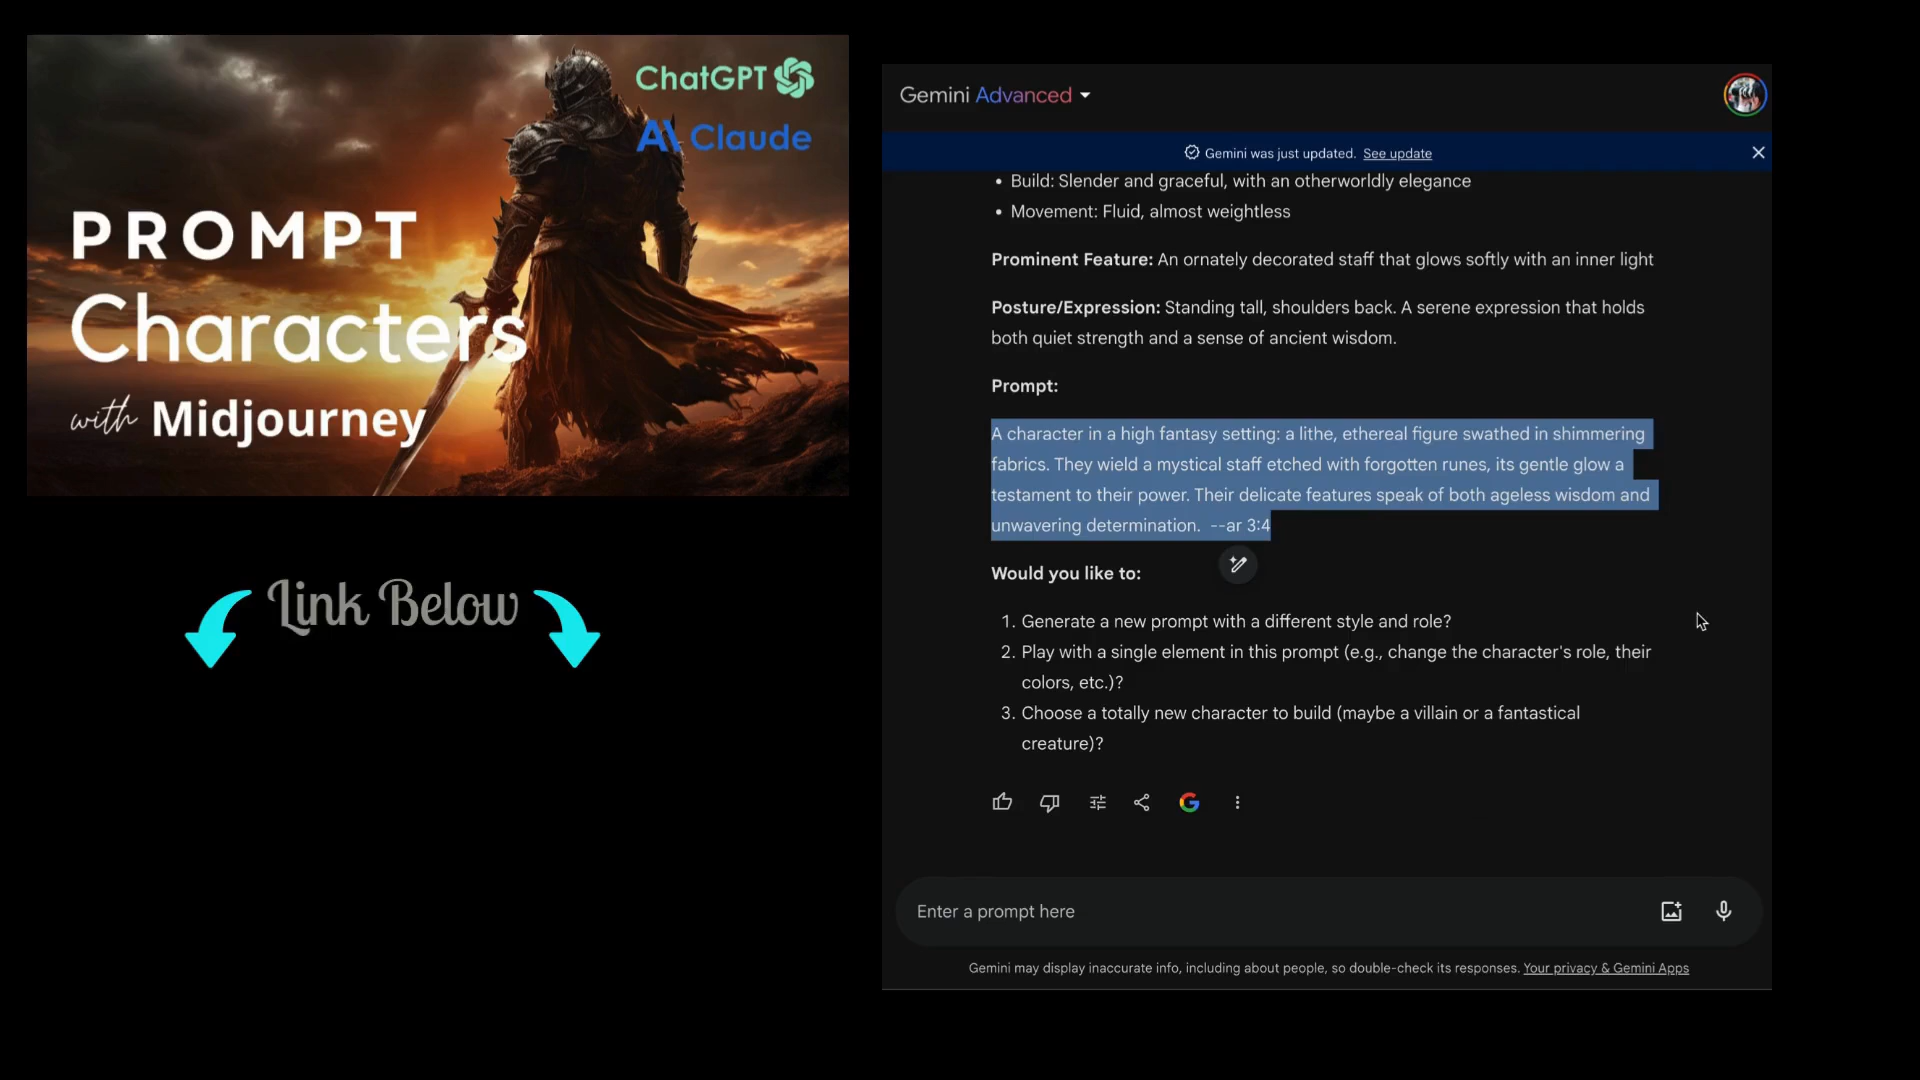 ChatGPT
A\ Claude
PROMPT
Characters
with Midjourney
Link Below
Gemini Advanced
Gemini was just updated. See update
• Build: Slender and graceful, with an otherworldly elegance
• Movement: Fluid, almost weightless
Prominent Feature: An ornately decorated staff that glows softly with an inner light
Posture/Expression: Standing tall, shoulders back. A serene expression that holds
both quiet strength and a sense of ancient wisdom.
Prompt:
A character in a high fantasy setting: a lithe, ethereal figure swathed in shimmering
fabrics. They wield a mystical staff etched with forgotten runes, its gentle glow a
testament to their power. Their delicate features speak of both ageless wisdom and
unwavering determination.  --ar 3:4
Would you like to:
1. Generate a new prompt with a different style and role?
2. Play with a single element in this prompt (e.g., change the character's role, their
colors, etc.)?
3. Choose a totally new character to build (maybe a villain or a fantastical
creature)?
Enter a prompt here
Gemini may display inaccurate info, including about people, so double-check its responses. Your privacy & Gemini Apps